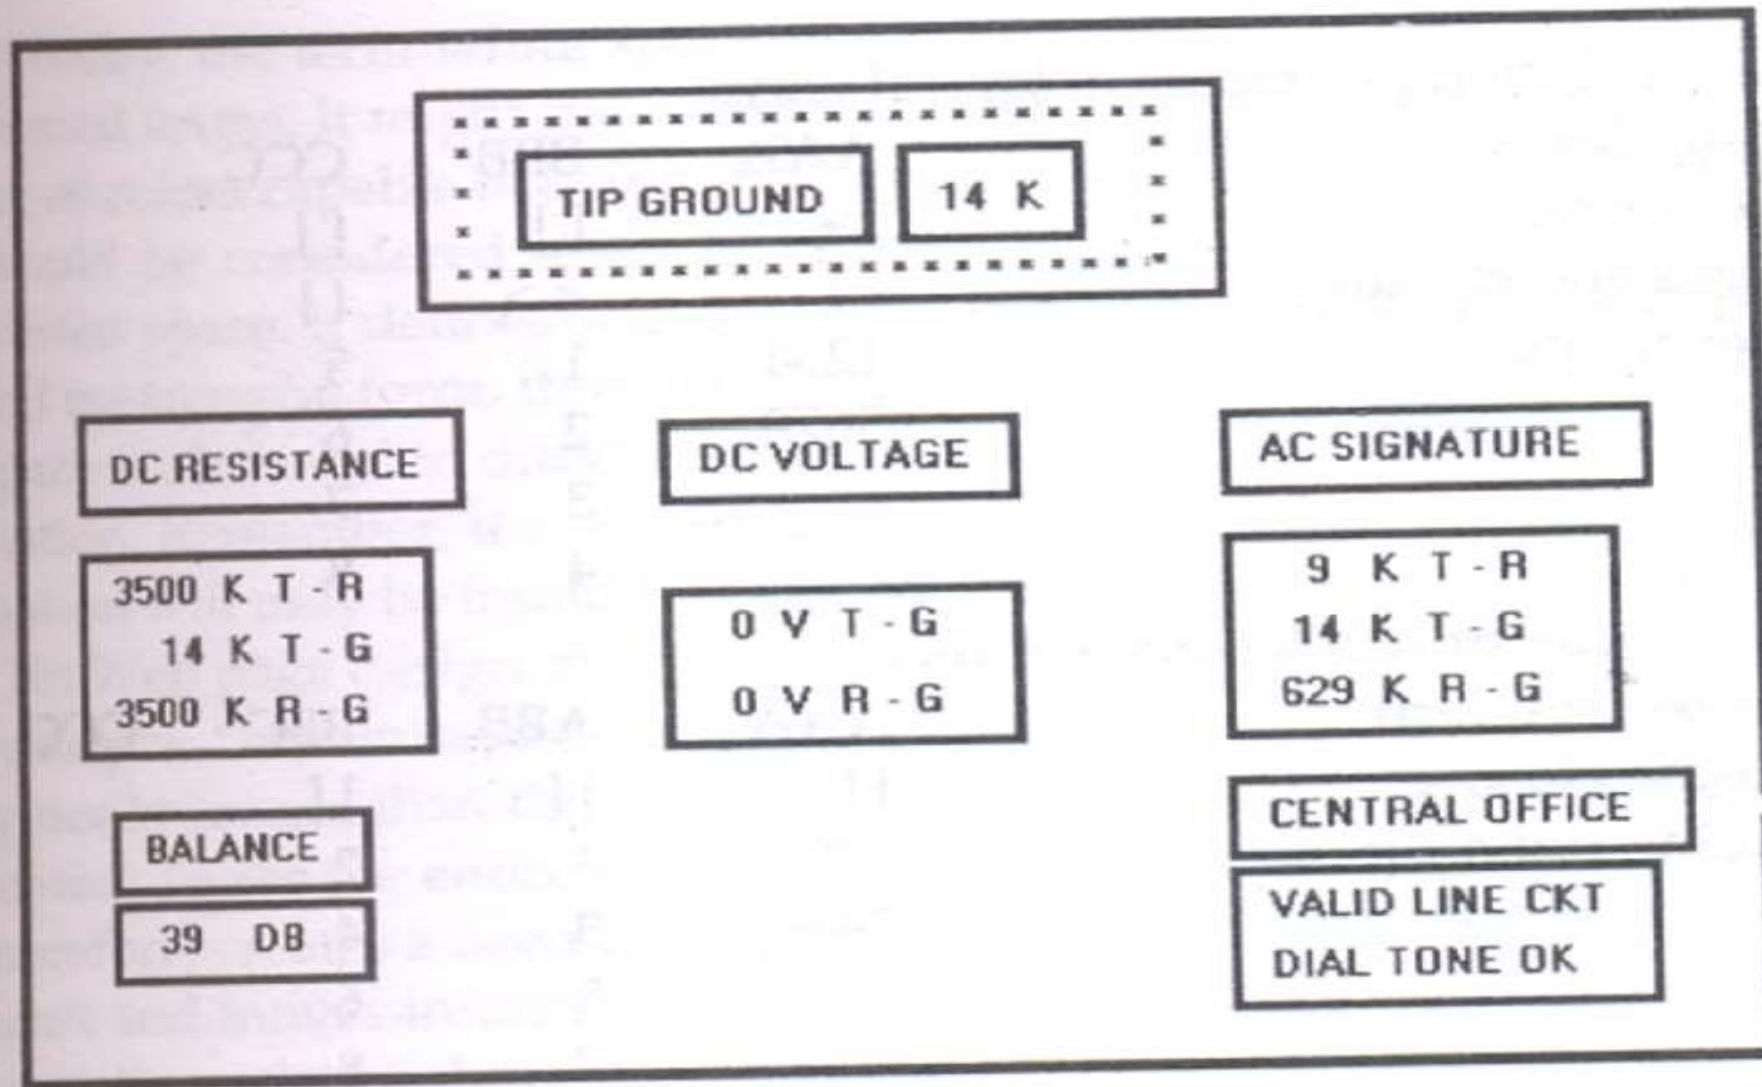 TIP GROUND 14 K
DC RESISTANCE
3500 K T - R
14 K T - G
3500 K R - G
DC VOLTAGE
0 V T - G
0 V R - G
AC SIGNATURE
9 K T - R
14 K T - G
629 K R - G
BALANCE
39 DB
CENTRAL OFFICE
VALID LINE CKT
DIAL TONE OK